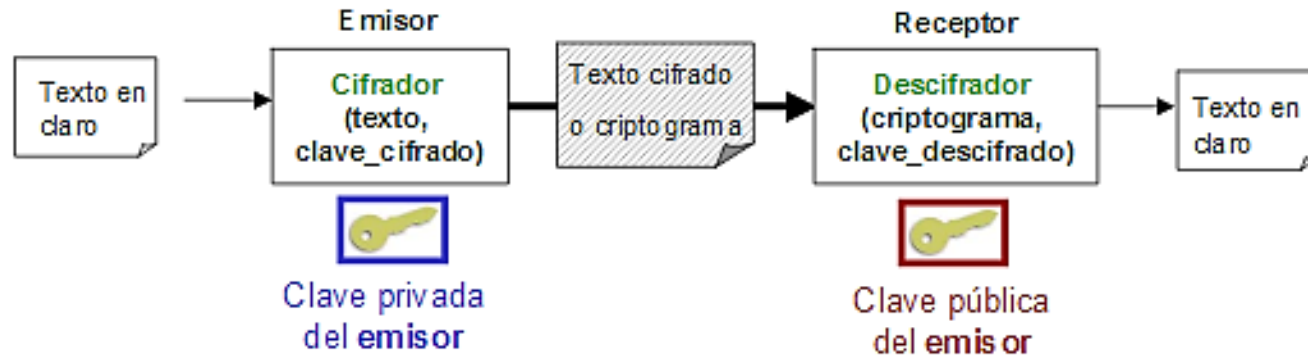 Emisor
Receptor
Texto en
claro
Cifrador
(texto,
clave_cifrado)
Texto cifrado
o criptograma
Descifrador
(criptograma,
clave_descifrado)
Texto en
claro
Clave privada
del emisor
Clave pública
del emisor